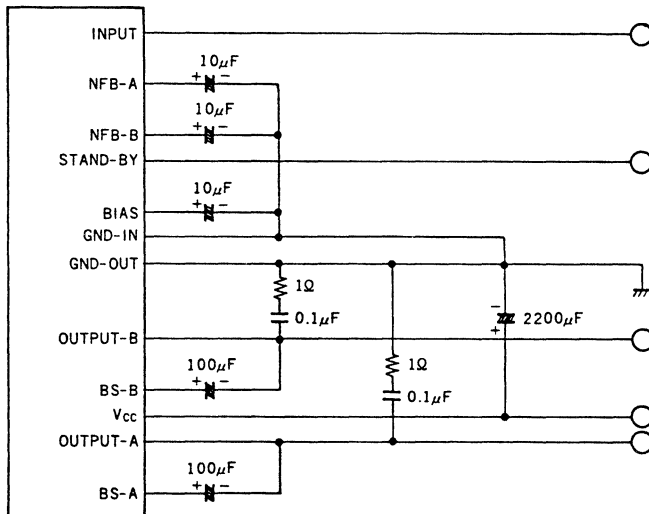 INPUT
10μF
+ -
NFB-A
10μF
+ -
NFB-B
STAND-BY
10μF
+ -
BIAS
GND-IN
GND-OUT
1Ω
-
2200μF
+
0.1μF
OUTPUT-B
100μF
1Ω
+ -
BS-B
0.1μF
Vcc
OUTPUT-A
100μF
+ -
BS-A